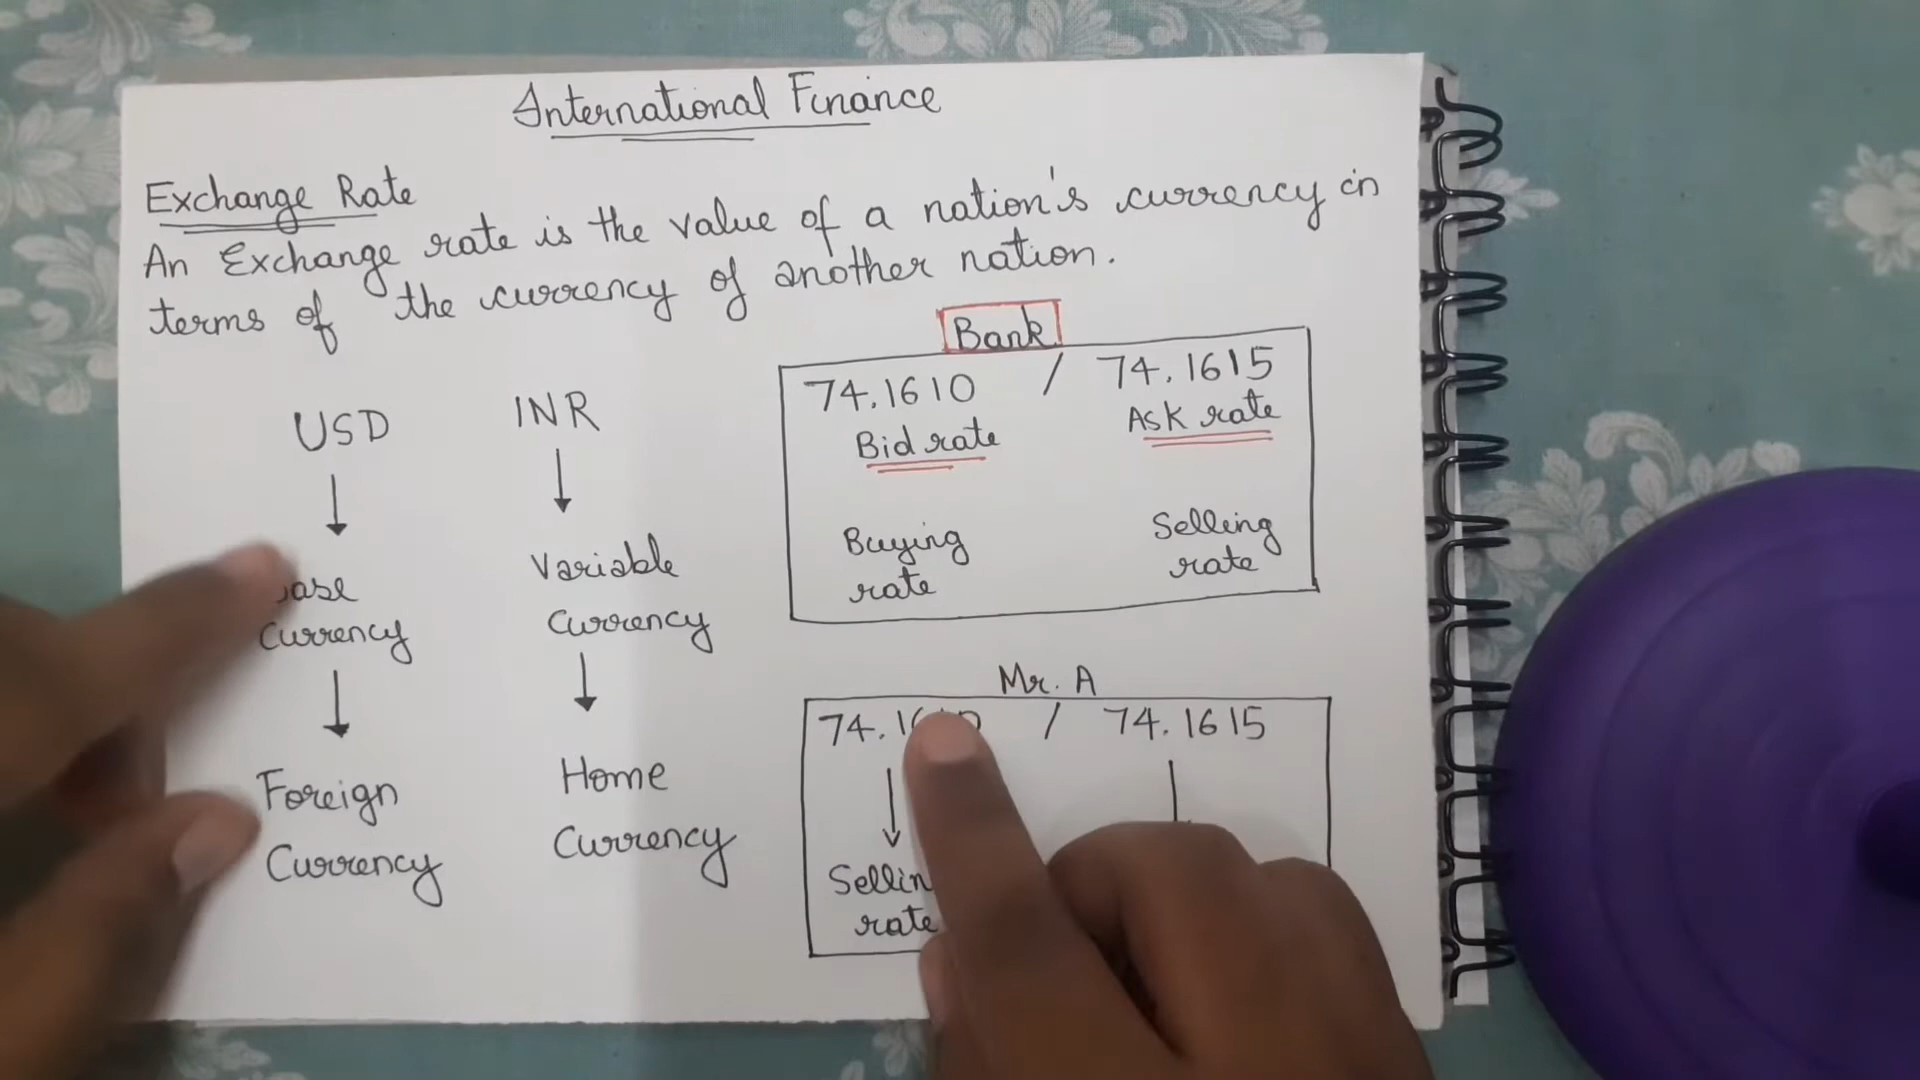 International Finance
Exchange Rate
An Exchange rate is the value of a nation's currency in
terms of the currency of another nation.
Bank
74.1610 / 74.1615
Bid rate Ask rate
Buying Selling
rate rate
USD INR
Variable
Currency Currency
Foreign Home
Currency Currency
Mr. A
/ 74.1615
rate